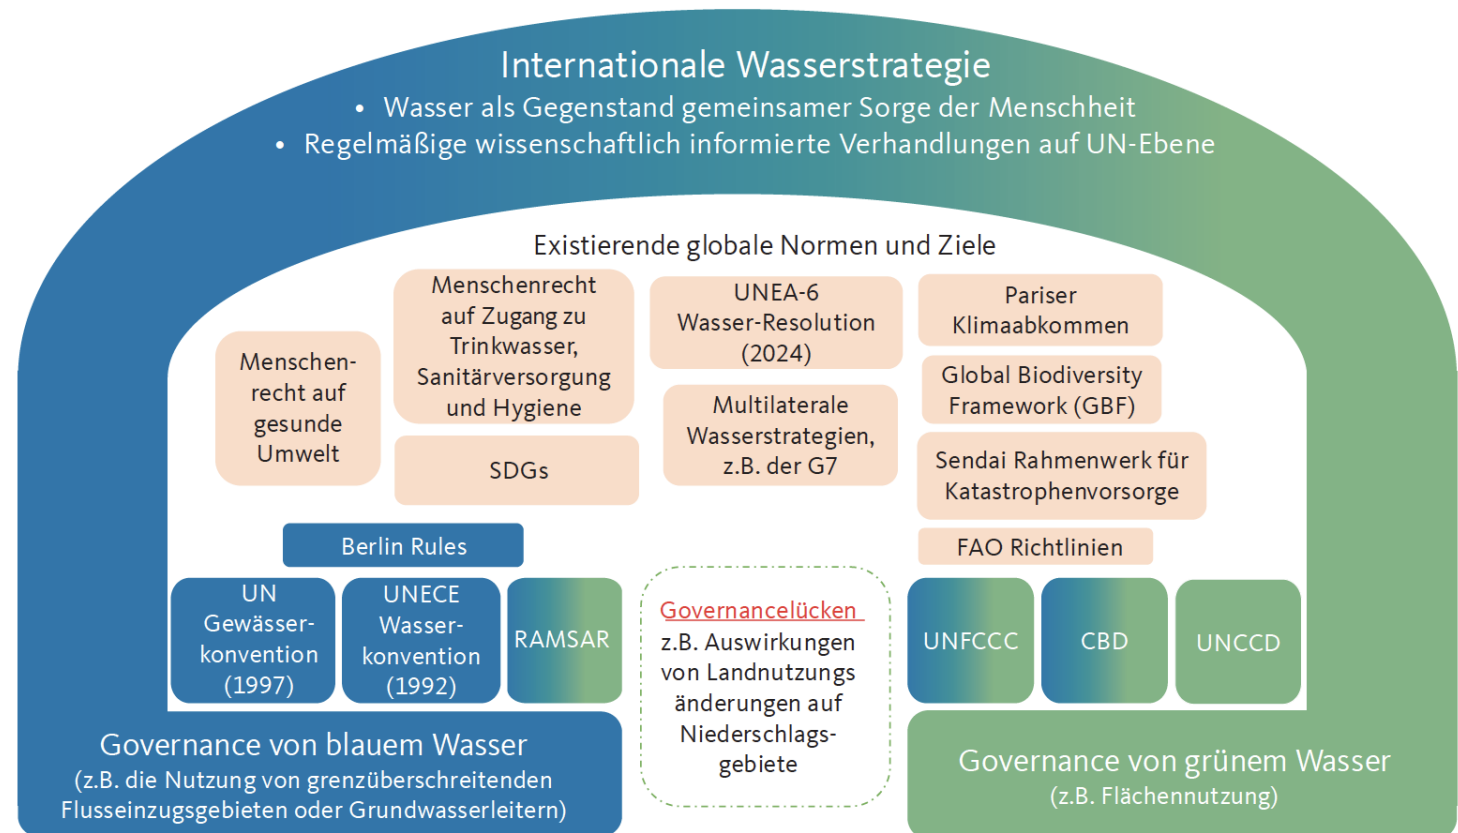 Internationale Wasserstrategie
• Wasser als Gegenstand gemeinsamer Sorge der Menschheit
• Regelmäßige wissenschaftlich informierte Verhandlungen auf UN-Ebene
Existierende globale Normen und Ziele
Menschen-
recht auf
gesunde
Umwelt
Menschenrecht
auf Zugang zu
Trinkwasser,
Sanitärversorgung
und Hygiene
SDGs
UNEA-6
Wasser-Resolution
(2024)
Multilaterale
Wasserstrategien,
z.B. der G7
Pariser
Klimaabkommen
Global Biodiversity
Framework (GBF)
Sendai Rahmenwerk für
Katastrophenvorsorge
FAO Richtlinien
Berlin Rules
UN
Gewässer-
konvention
(1997)
UNECE
Wasser-
konvention
(1992)
RAMSAR
Governancelücken
z.B. Auswirkungen
von Landnutzungs
änderungen auf
Niederschlags-
gebiete
UNFCCC
CBD
UNCCD
Governance von blauem Wasser
(z.B. die Nutzung von grenzüberschreitenden
Flusseinzugsgebieten oder Grundwasserleitern)
Governance von grünem Wasser
(z.B. Flächennutzung)